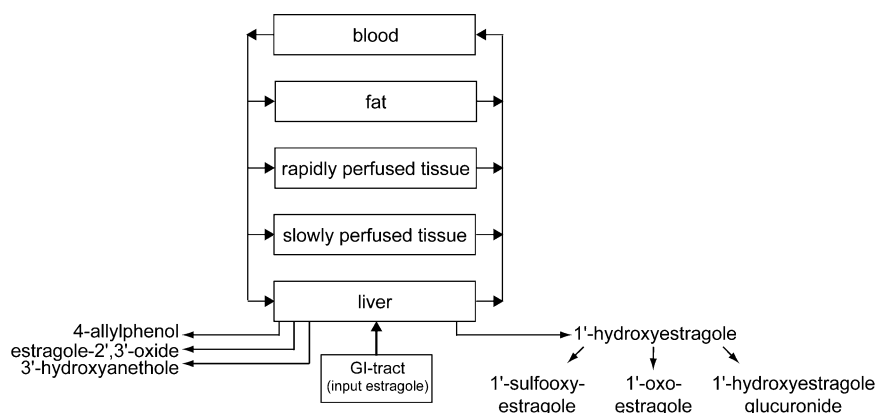 blood
fat
rapidly perfused tissue
slowly perfused tissue
liver
4-allylphenol
estragole-2',3'-oxide
3'-hydroxyanethole
GI-tract
(input estragole)
1'-hydroxyestragole
1'-sulfooxy-
estragole
1'-oxo-
estragole
1'-hydroxyestragole
glucuronide